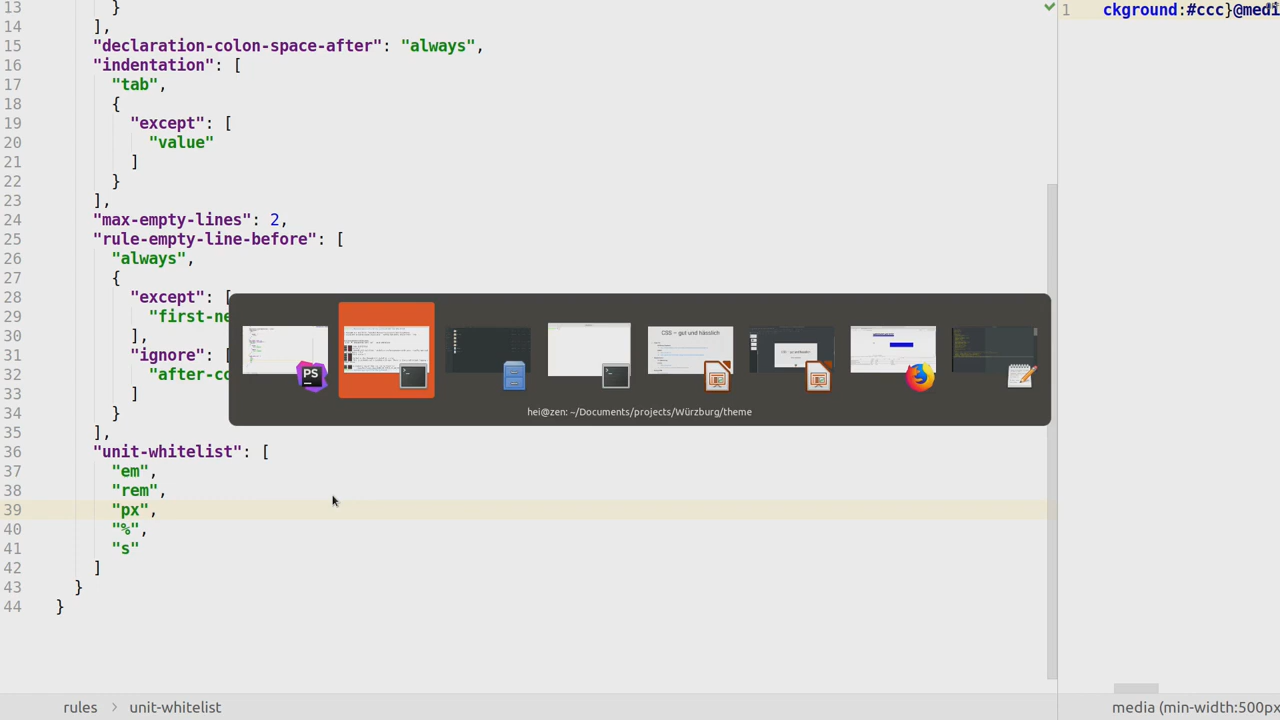 13 }
14 ],
15 "declaration-colon-space-after": "always",
16 "indentation": [
17 "tab",
18 {
19 "except": [
20 "value"
21 ]
22 }
23 ],
24 "max-empty-lines": 2,
25 "rule-empty-line-before": [
26 "always",
27 {
28 "except": [
29 "first-ne
30 ],
31 "ignore": [
32 "after-co
33 ]
34 }
35 ],
36 "unit-whitelist": [
37 "em",
38 "rem",
39 "px",
40 "%",
41 "s"
42 ]
43 }
44 }
1 ckground:#ccc}@medi
PS
CSS – gut und hässlich
hei@zen: ~/Documents/projects/Würzburg/theme
rules > unit-whitelist
media (min-width:500px